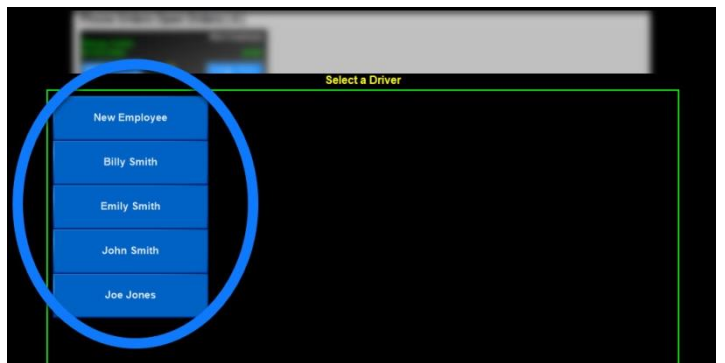 Select a Driver
New Employee
Billy Smith
Emily Smith
John Smith
Joe Jones